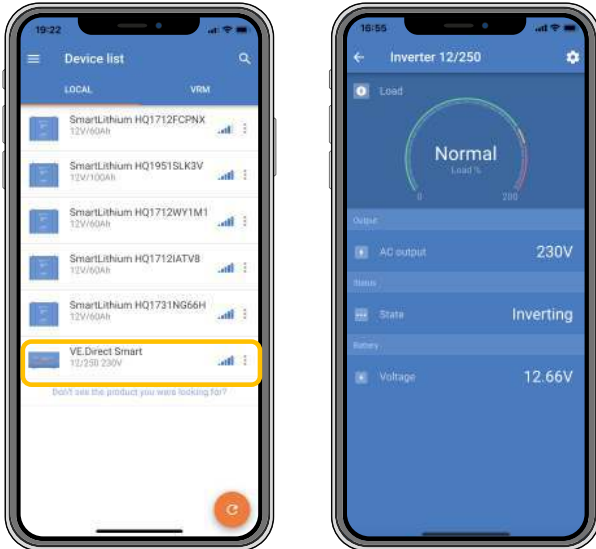 19:22
Device list
LOCAL
VRM
SmartLithium HQ1712FCPNX
12V/60Ah
SmartLithium HQ1951SLK3V
12V/100Ah
SmartLithium HQ1712WY1M1
12V/60Ah
SmartLithium HQ1712IATV8
12V/60Ah
SmartLithium HQ1731NG66H
12V/60Ah
VE.Direct Smart
12/250 230V
Don't see the product you were looking for?
16:55
Inverter 12/250
Load
Normal
Load %
0
200
Output
AC output
230V
Status
State
Inverting
Battery
Voltage
12.66V